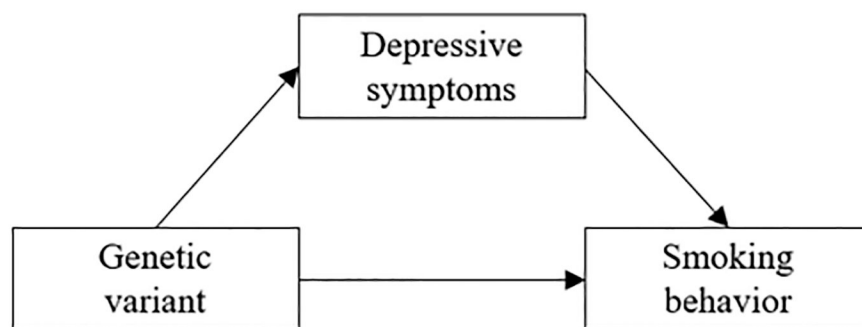 Depressive
symptoms
Genetic
variant
Smoking
behavior